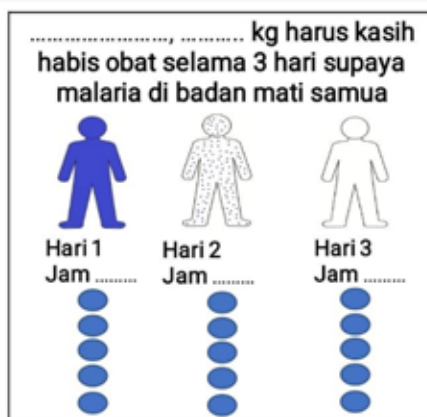 ........................, ........... kg harus kasih
habis obat selama 3 hari supaya
malaria di badan mati samua
Hari 1 Hari 2 Hari 3
Jam ......... Jam ......... Jam .........